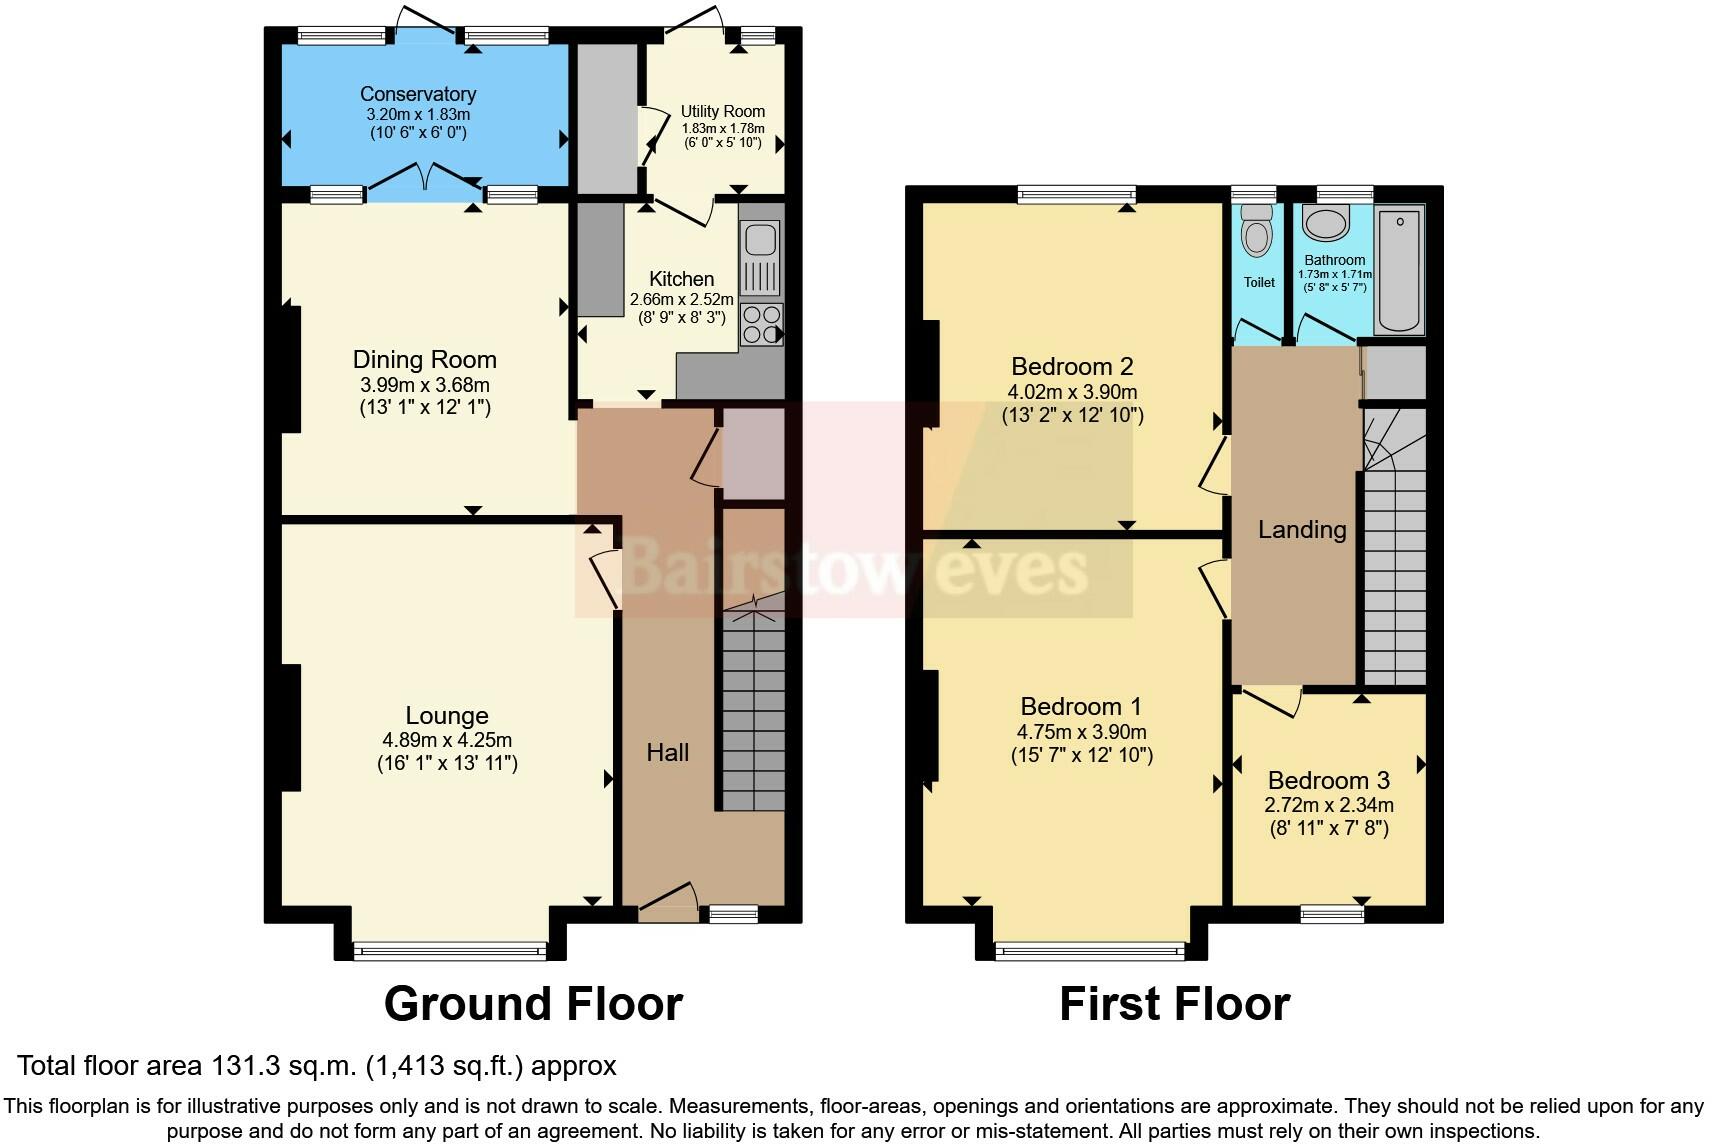 Conservatory
3.20m x 1.83m
(10' 6" x 6' 0")
Utility Room
1.83m x 1.78m
(6' 0" x 5' 10")
Kitchen
2.66m x 2.52m
(8' 9" x 8' 3")
Dining Room
3.99m x 3.68m
(13' 1" x 12' 1")
Lounge
4.89m x 4.25m
(16' 1" x 13' 11")
Hall
Ground Floor
Bairstow eves
Toilet
Bathroom
1.73m x 1.71m
(5' 8" x 5' 7")
Bedroom 2
4.02m x 3.90m
(13' 2" x 12' 10")
Landing
Bedroom 1
4.75m x 3.90m
(15' 7" x 12' 10")
Bedroom 3
2.72m x 2.34m
(8' 11" x 7' 8")
First Floor
Total floor area 131.3 sq.m. (1,413 sq.ft.) approx
This floorplan is for illustrative purposes only and is not drawn to scale. Measurements, floor-areas, openings and orientations are approximate. They should not be relied upon for any
purpose and do not form any part of an agreement. No liability is taken for any error or mis-statement. All parties must rely on their own inspections.